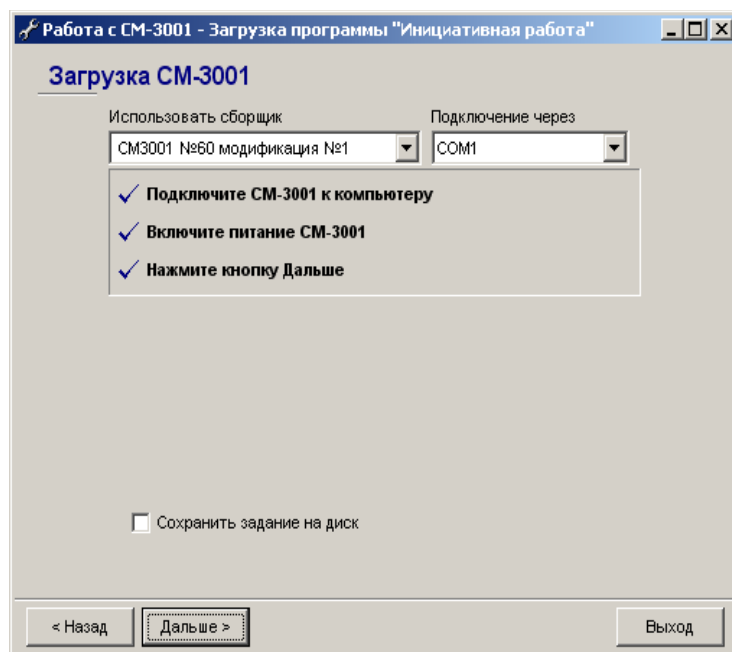 Работа с СМ-3001 - Загрузка программы "Инициативная работа"
Загрузка СМ-3001
Использовать сборщик
Подключение через
СМ3001 №60 модификация №1
COM1
Подключите СМ-3001 к компьютеру
Включите питание СМ-3001
Нажмите кнопку Дальше
Сохранить задание на диск
< Назад
Дальше >
Выход